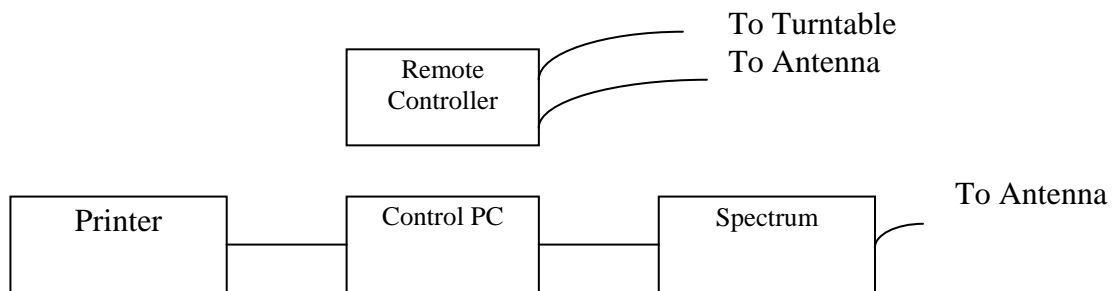 To Turntable
To Antenna
Remote
Controller
To Antenna
Printer
Control PC
Spectrum